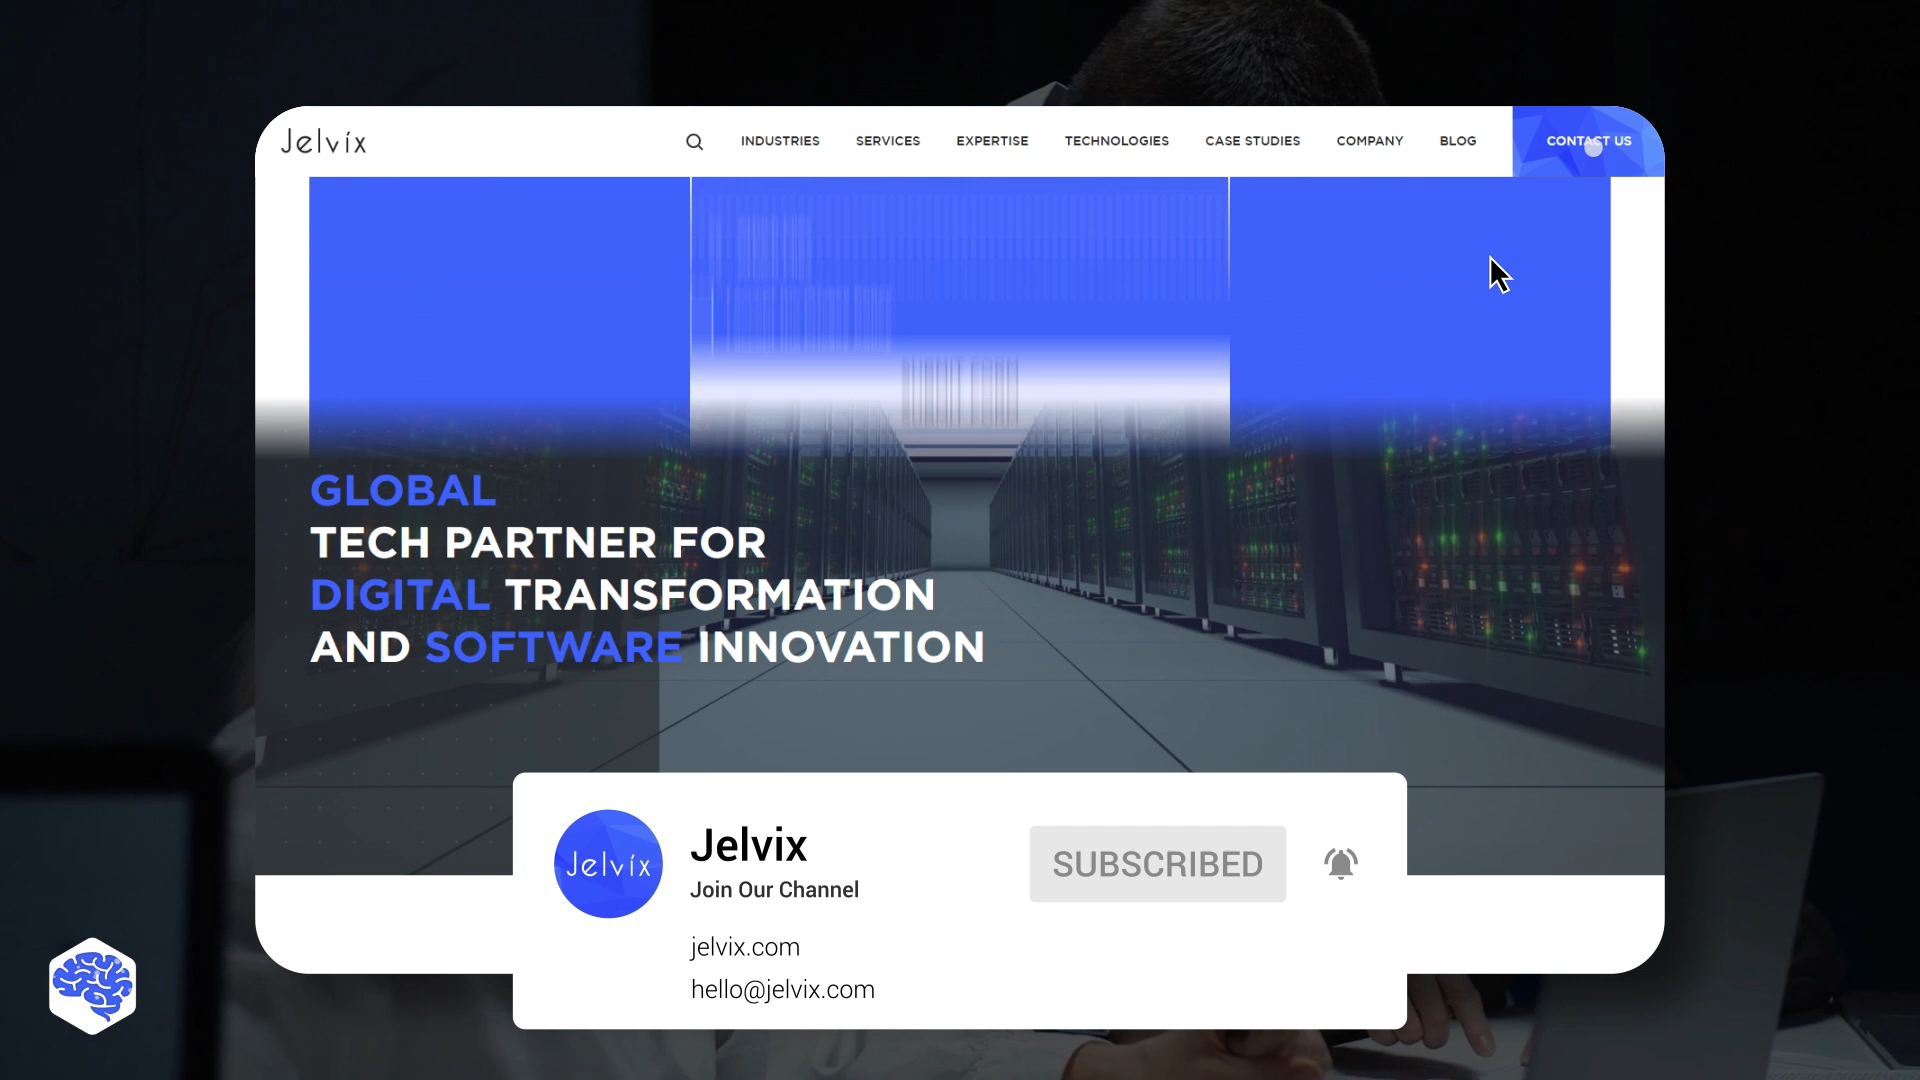 Jelvix
INDUSTRIES SERVICES EXPERTISE TECHNOLOGIES CASE STUDIES COMPANY BLOG CONTACT US
GLOBAL
TECH PARTNER FOR
DIGITAL TRANSFORMATION
AND SOFTWARE INNOVATION
Jelvix
Jelvix
SUBSCRIBED
Join Our Channel
jelvix.com
hello@jelvix.com